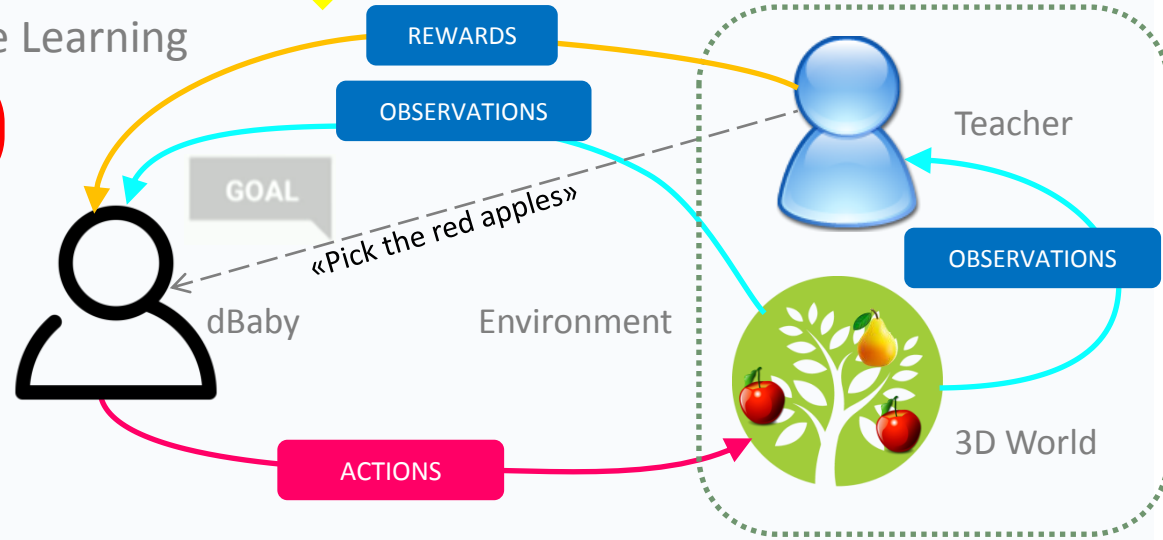 e Learning
REWARDS
OBSERVATIONS
Teacher
GOAL
«Pick the red apples»
OBSERVATIONS
dBaby
Environment
3D World
ACTIONS